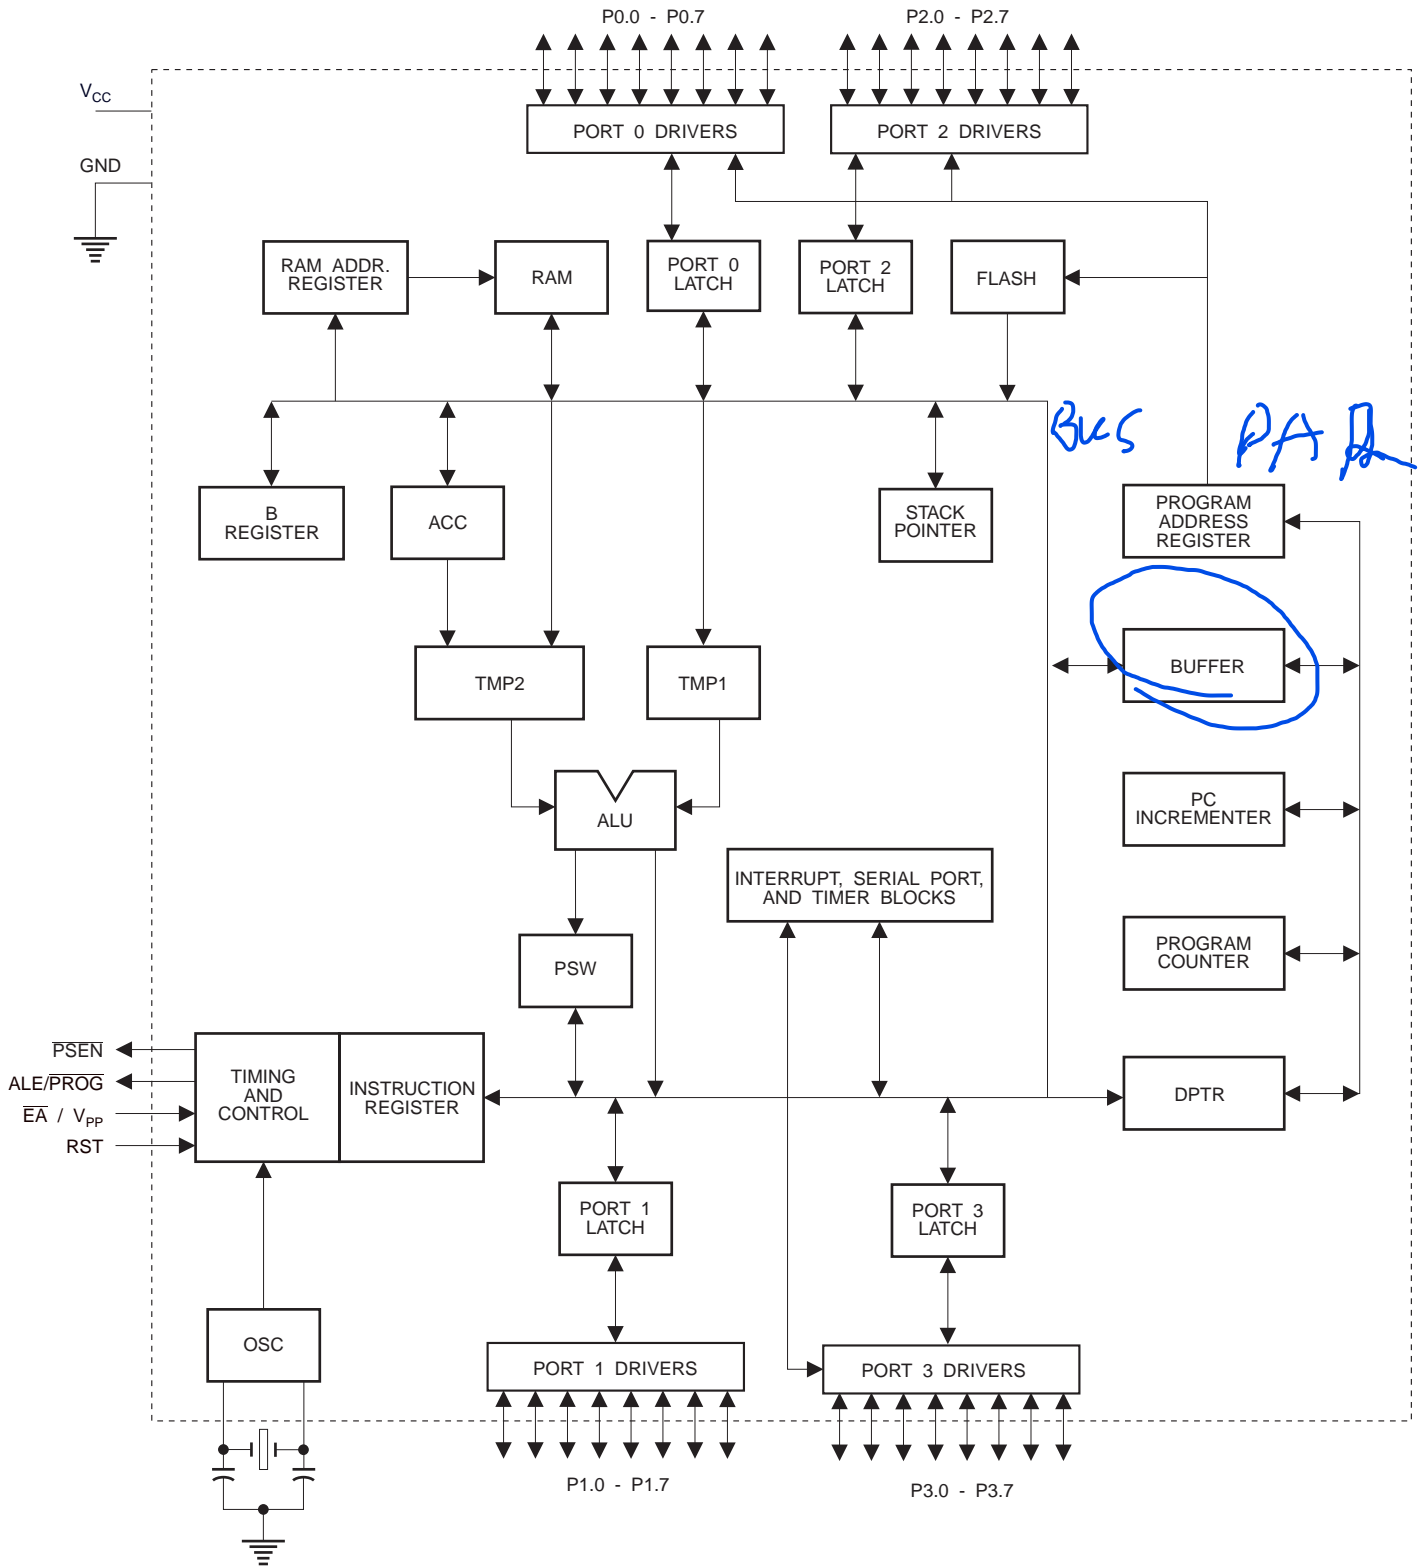 P0.0 - P0.7
P2.0 - P2.7
VCC
PORT 0 DRIVERS
PORT 2 DRIVERS
GND
RAM ADDR.
REGISTER
RAM
PORT 0
LATCH
PORT 2
LATCH
FLASH
BUS
PAR
B
REGISTER
ACC
STACK
POINTER
PROGRAM
ADDRESS
REGISTER
TMP2
TMP1
BUFFER
ALU
PC
INCREMENTER
INTERRUPT, SERIAL PORT,
AND TIMER BLOCKS
PSW
PROGRAM
COUNTER
PSEN
ALE/PROG
EA / VPP
RST
TIMING
AND
CONTROL
INSTRUCTION
REGISTER
DPTR
PORT 1
LATCH
PORT 3
LATCH
OSC
PORT 1 DRIVERS
PORT 3 DRIVERS
P1.0 - P1.7
P3.0 - P3.7